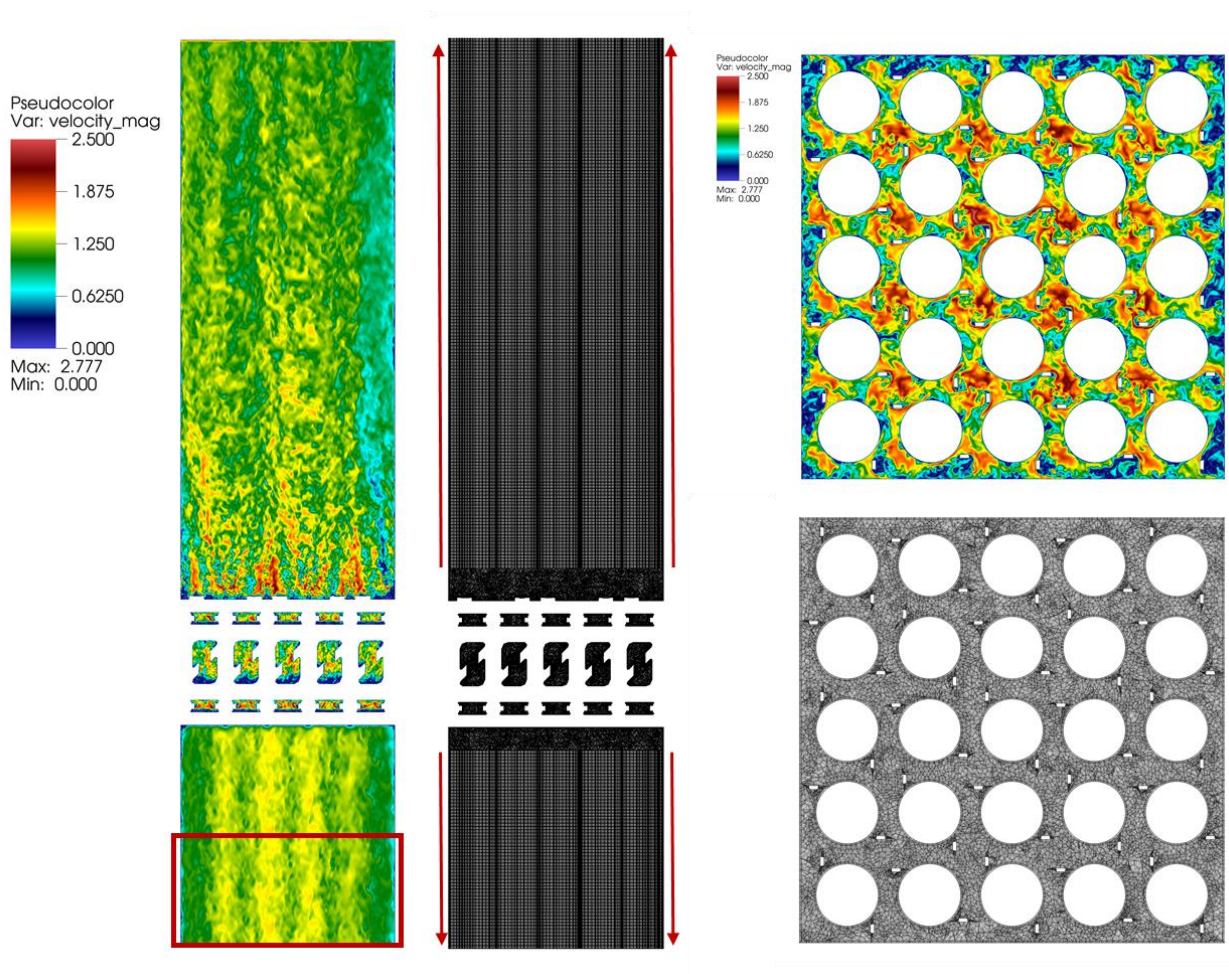 Pseudocolor
Var: velocity_mag
2.500
1.875
1.250
0.6250
0.000
Max: 2.777
Min: 0.000
Pseudocolor
Var: velocity_mag
2.500
1.875
1.250
0.6250
0.000
Max: 2.777
Min: 0.000